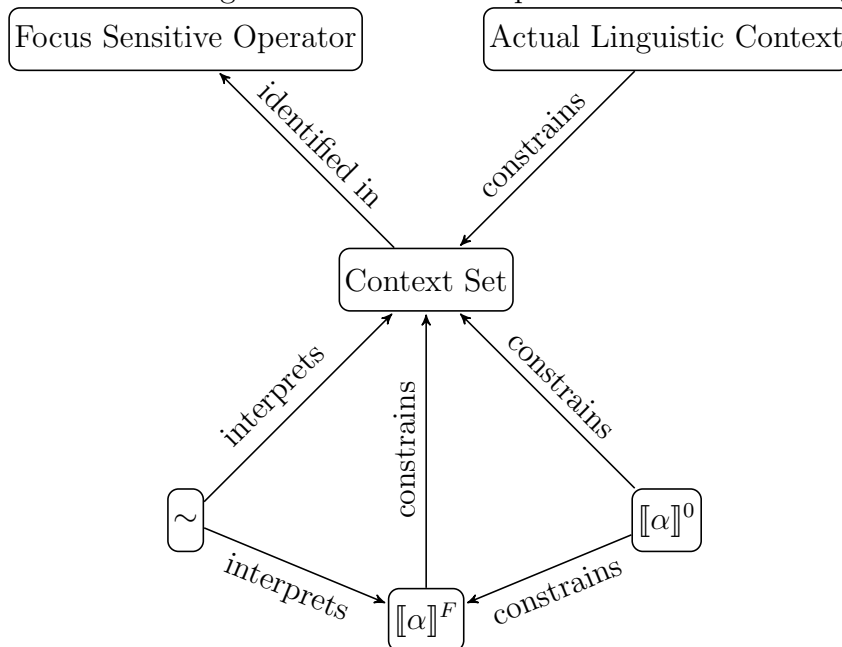 Focus Sensitive Operator
Actual Linguistic Context
identified in
constrains
Context Set
interprets
constrains
constrains
∼
⟦α⟧⁰
interprets
constrains
⟦α⟧ᶠ